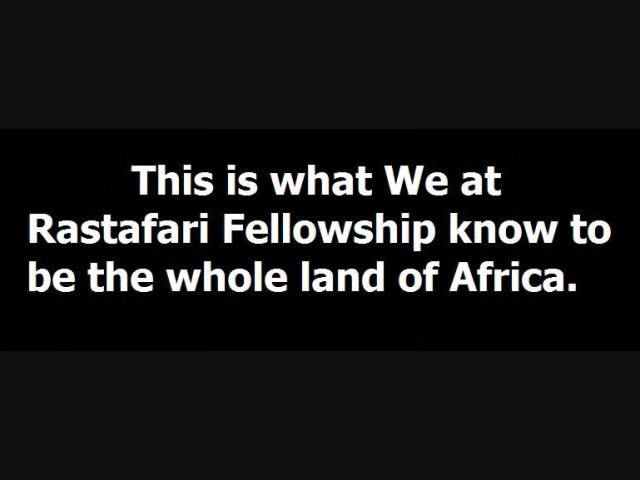 This is what We at
Rastafari Fellowship know to
be the whole land of Africa.